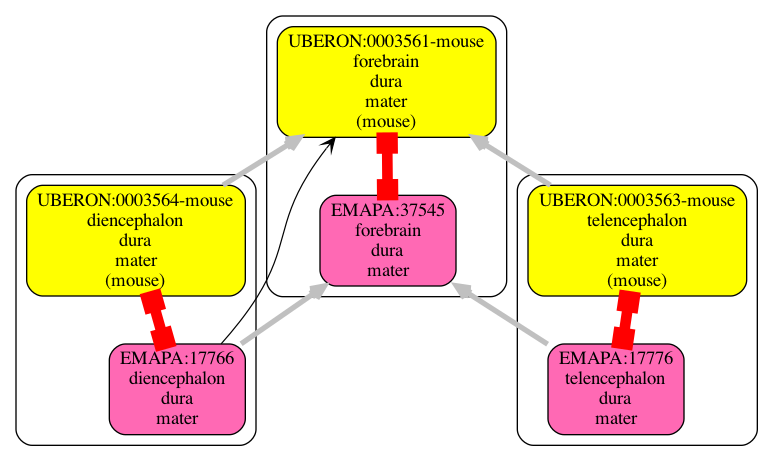 UBERON:0003561-mouse
forebrain
dura
mater
(mouse)
UBERON:0003564-mouse
diencephalon
dura
mater
(mouse)
EMAPA:37545
forebrain
dura
mater
UBERON:0003563-mouse
telencephalon
dura
mater
(mouse)
EMAPA:17766
diencephalon
dura
mater
EMAPA:17776
telencephalon
dura
mater